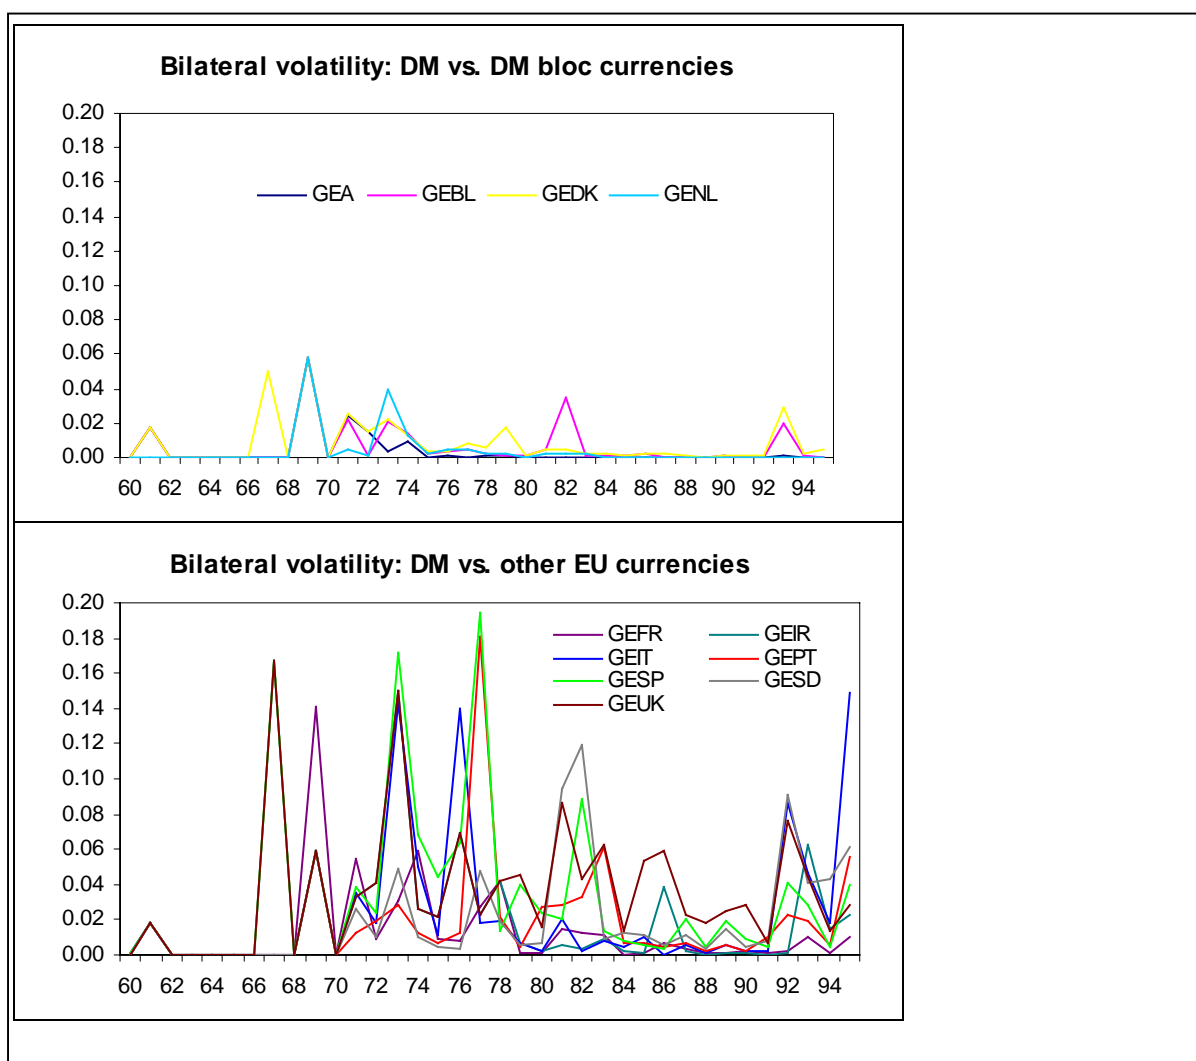 Bilateral volatility: DM vs. DM bloc currencies
0.20
0.18
0.16
0.14
0.12
0.10
0.08
0.06
0.04
0.02
0.00
GEA GEBL GEDK GENL
60 62 64 66 68 70 72 74 76 78 80 82 84 86 88 90 92 94
Bilateral volatility: DM vs. other EU currencies
0.20
0.18
0.16
0.14
0.12
0.10
0.08
0.06
0.04
0.02
0.00
GEFR GEIR
GEIT GEPT
GESP GESD
GEUK
60 62 64 66 68 70 72 74 76 78 80 82 84 86 88 90 92 94